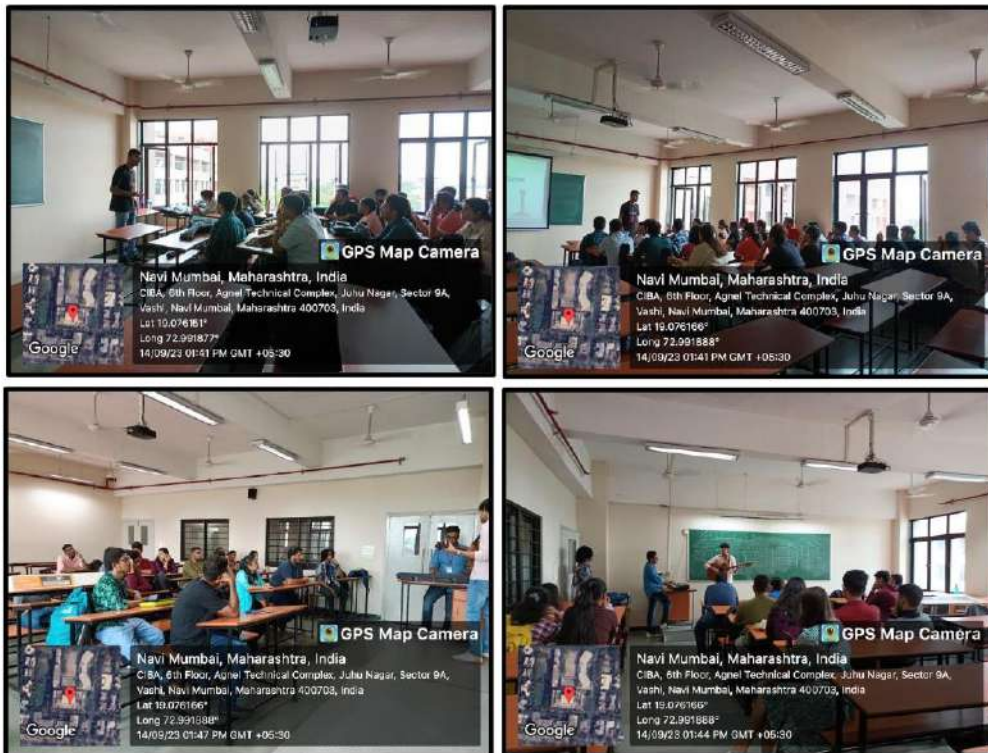 GPS Map Camera
Navi Mumbai, Maharashtra, India
CIBA, 6th Floor, Agnel Technical Complex, Juhu Nagar, Sector 9A,
Vashi, Navi Mumbai, Maharashtra 400703, India
Lat 19.076151°
Long 72.991877°
14/09/23 01:41 PM GMT +05:30
Google
GPS Map Camera
Navi Mumbai, Maharashtra, India
CIBA, 6th Floor, Agnel Technical Complex, Juhu Nagar, Sector 9A,
Vashi, Navi Mumbai, Maharashtra 400703, India
Lat 19.076166°
Long 72.991888°
14/09/23 01:41 PM GMT +05:30
Google
GPS Map Camera
Navi Mumbai, Maharashtra, India
CIBA, 6th Floor, Agnel Technical Complex, Juhu Nagar, Sector 9A,
Vashi, Navi Mumbai, Maharashtra 400703, India
Lat 19.076166°
Long 72.991888°
14/09/23 01:47 PM GMT +05:30
Google
GPS Map Camera
Navi Mumbai, Maharashtra, India
CIBA, 6th Floor, Agnel Technical Complex, Juhu Nagar, Sector 9A,
Vashi, Navi Mumbai, Maharashtra 400703, India
Lat 19.076166°
Long 72.991888°
14/09/23 01:44 PM GMT +05:30
Google